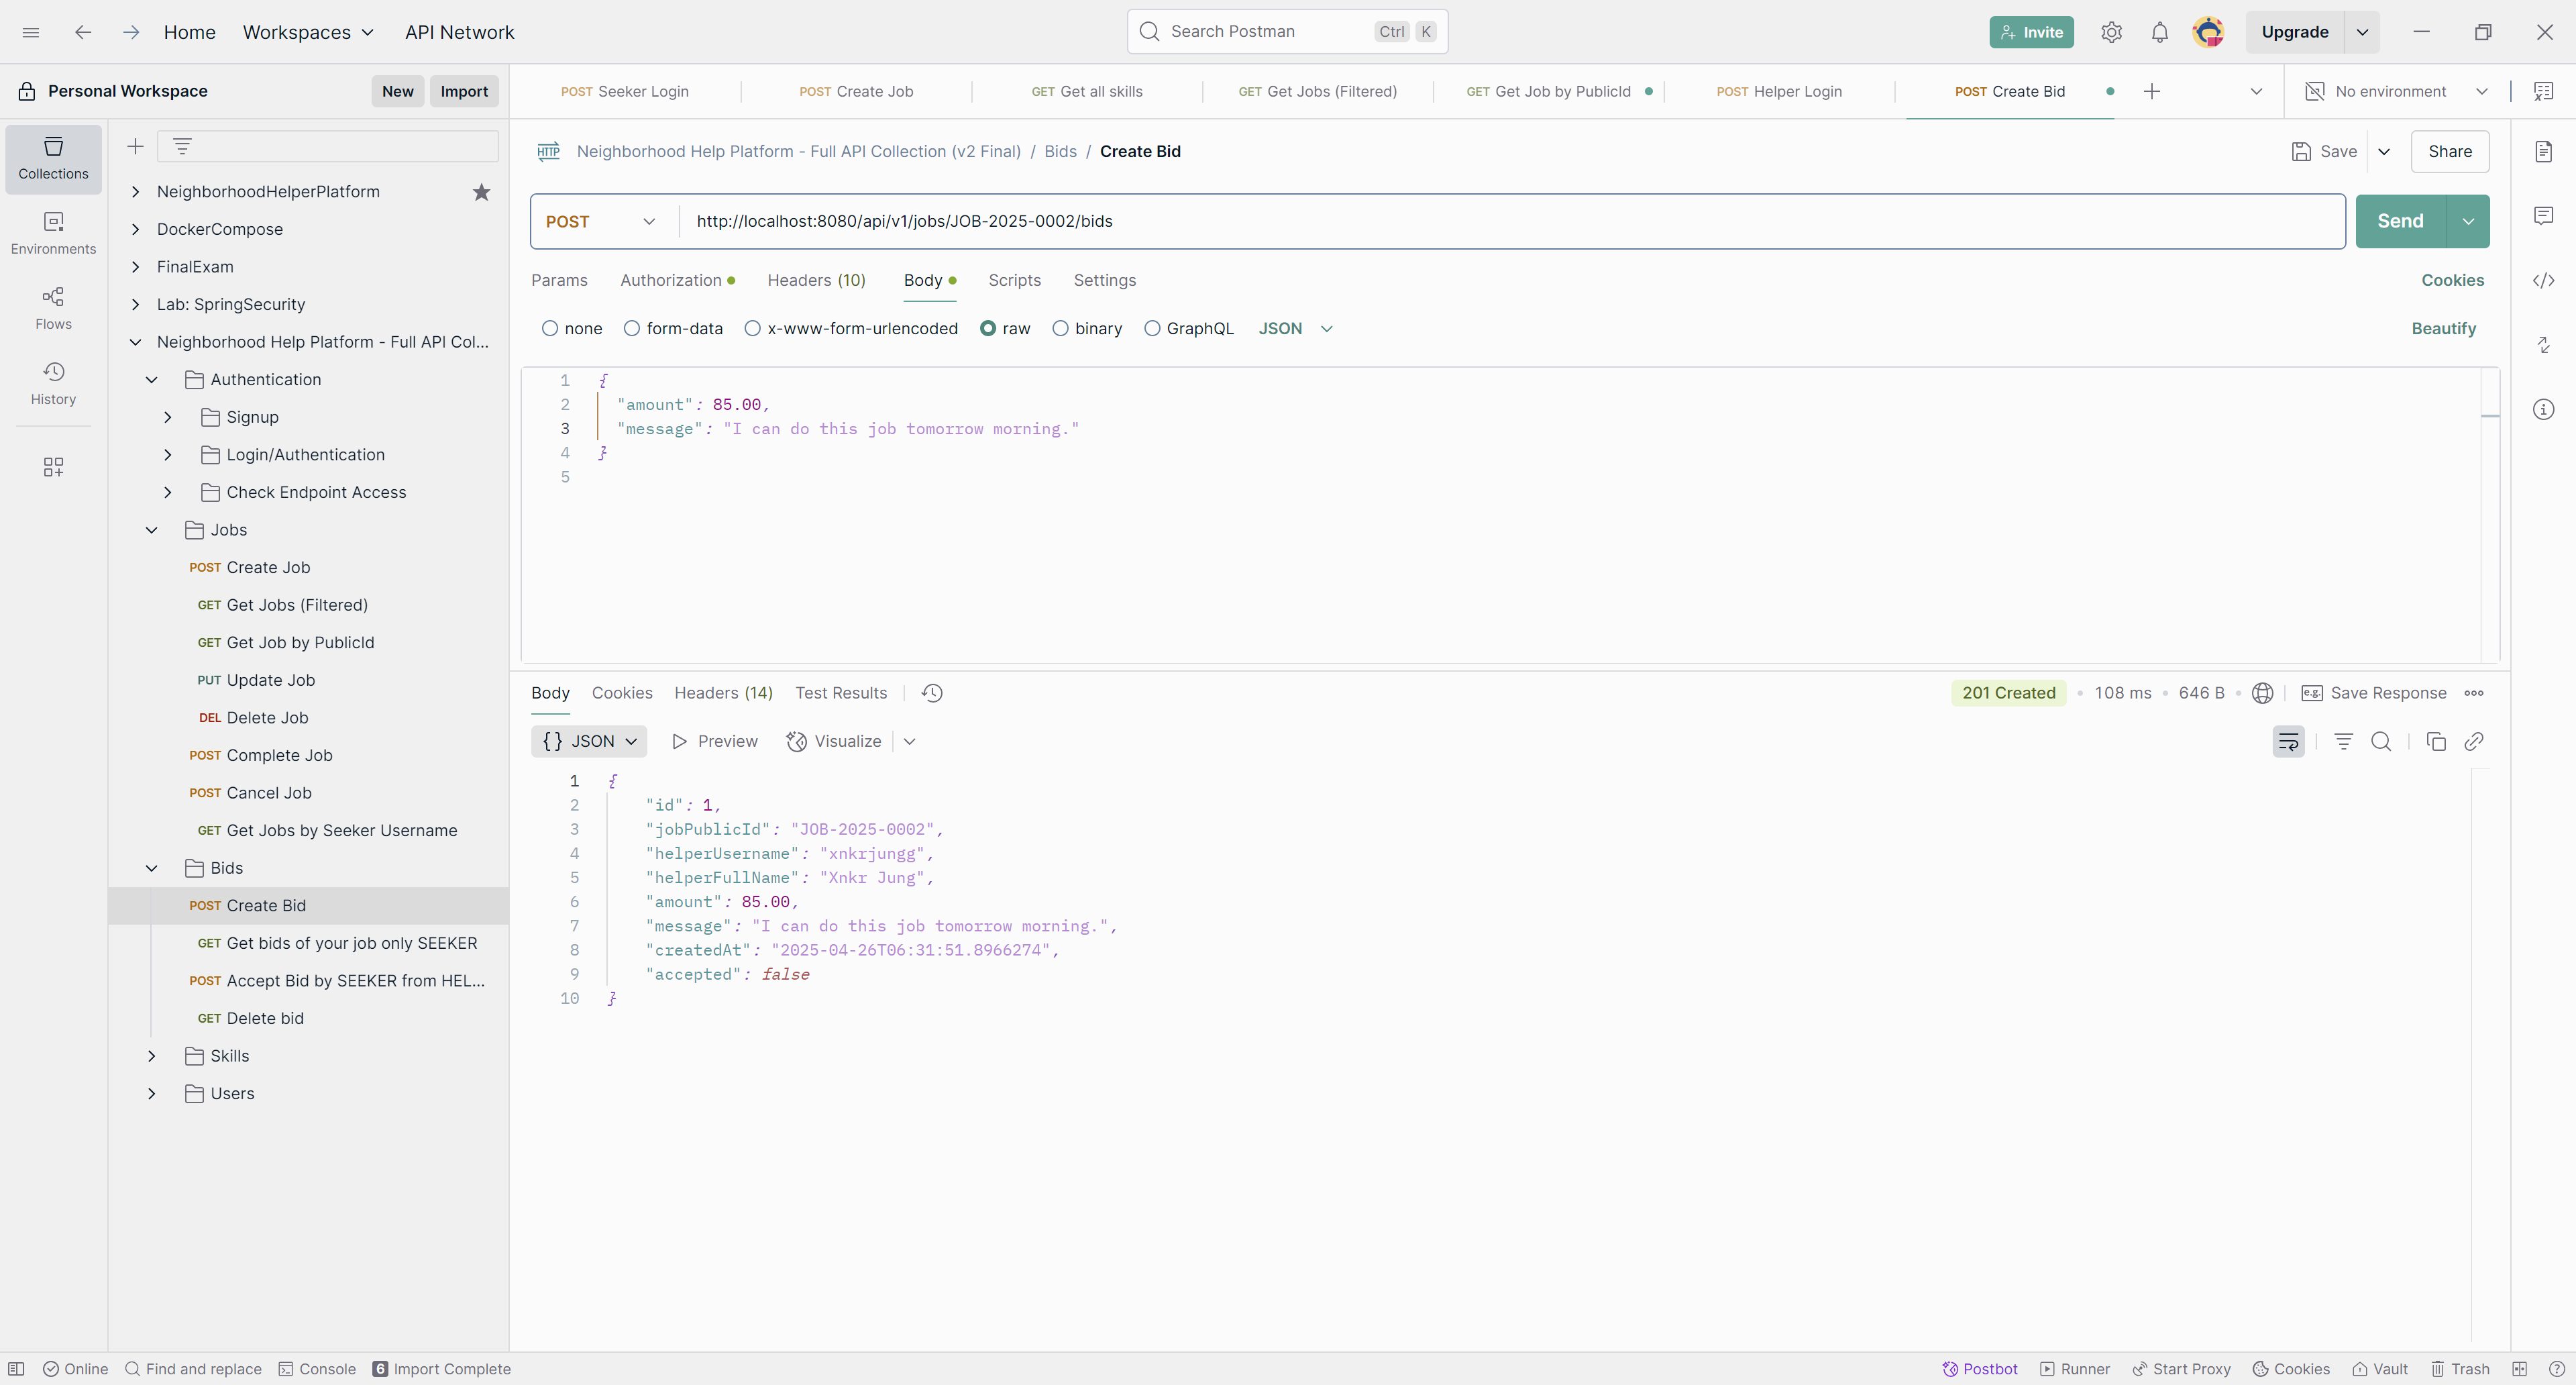 Home Workspaces API Network Search Postman Ctrl K Invite Upgrade
Personal Workspace New Import
POST Seeker Login POST Create Job GET Get all skills GET Get Jobs (Filtered) GET Get Job by PublicId POST Helper Login POST Create Bid No environment
Collections
Environments
Flows
History
NeighborhoodHelperPlatform
DockerCompose
FinalExam
Lab: SpringSecurity
Neighborhood Help Platform - Full API Col...
Authentication
Signup
Login/Authentication
Check Endpoint Access
Jobs
POST Create Job
GET Get Jobs (Filtered)
GET Get Job by PublicId
PUT Update Job
DEL Delete Job
POST Complete Job
POST Cancel Job
GET Get Jobs by Seeker Username
Bids
POST Create Bid
GET Get bids of your job only SEEKER
POST Accept Bid by SEEKER from HEL...
GET Delete bid
Skills
Users
HTTP Neighborhood Help Platform - Full API Collection (v2 Final) / Bids / Create Bid Save Share
POST http://localhost:8080/api/v1/jobs/JOB-2025-0002/bids Send
Params Authorization Headers (10) Body Scripts Settings Cookies
none form-data x-www-form-urlencoded raw binary GraphQL JSON Beautify
1 {
2 "amount": 85.00,
3 "message": "I can do this job tomorrow morning."
4 }
5
Body Cookies Headers (14) Test Results 201 Created 108 ms 646 B e.g. Save Response
{} JSON Preview Visualize
1 {
2 "id": 1,
3 "jobPublicId": "JOB-2025-0002",
4 "helperUsername": "xnkrjungg",
5 "helperFullName": "Xnkr Jung",
6 "amount": 85.00,
7 "message": "I can do this job tomorrow morning.",
8 "createdAt": "2025-04-26T06:31:51.8966274",
9 "accepted": false
10 }
Online Find and replace Console 6 Import Complete Postbot Runner Start Proxy Cookies Vault Trash